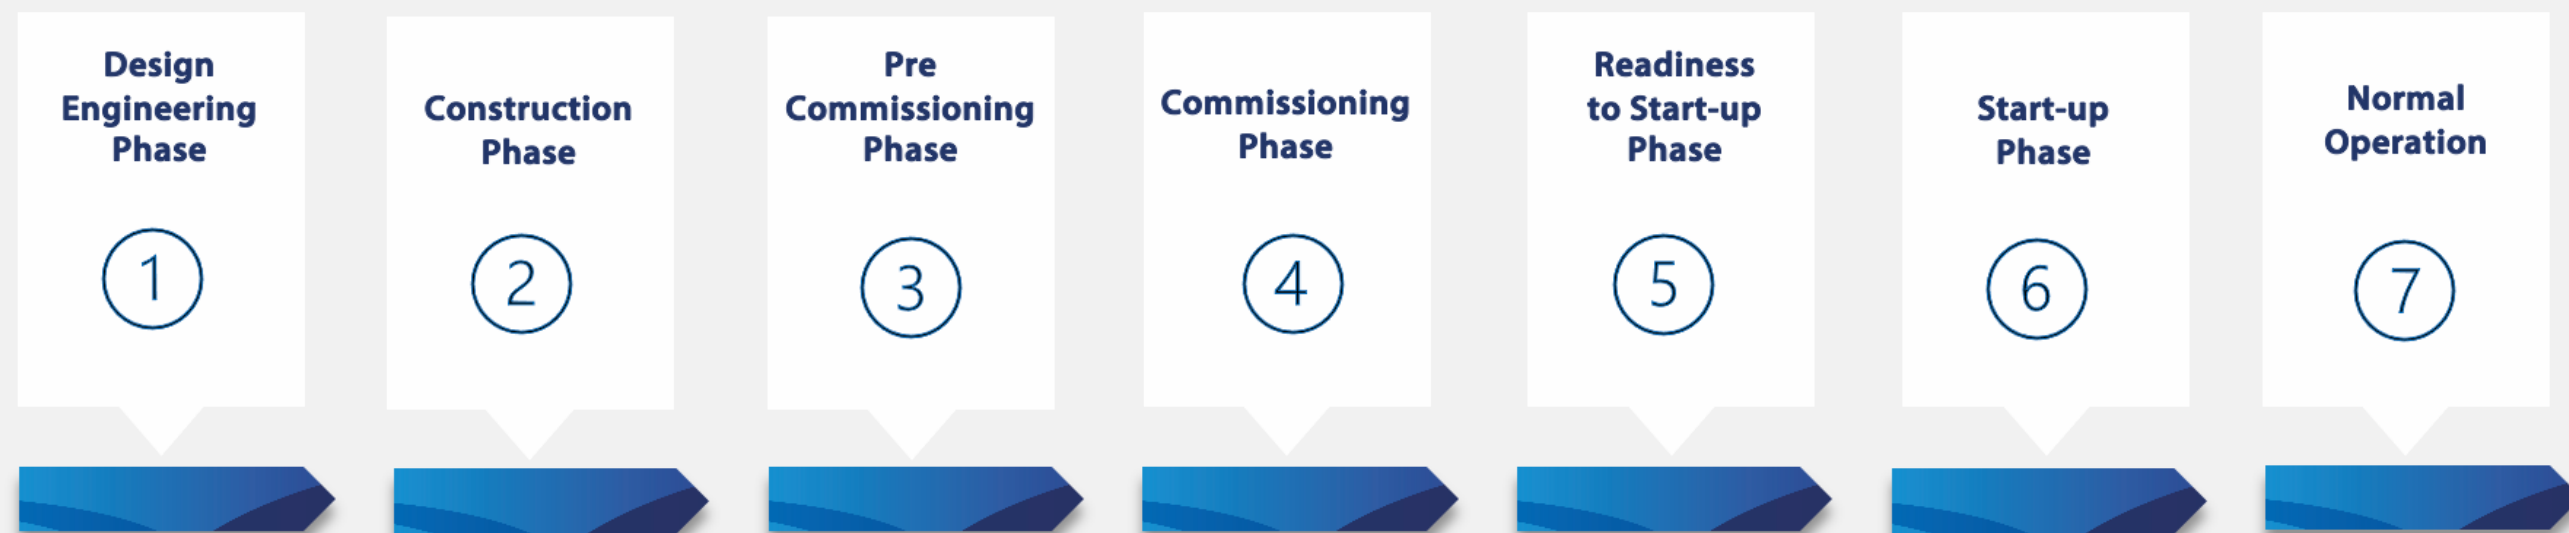 Design
Engineering
Phase
1
Construction
Phase
2
Pre
Commissioning
Phase
3
Commissioning
Phase
4
Readiness
to Start-up
Phase
5
Start-up
Phase
6
Normal
Operation
7